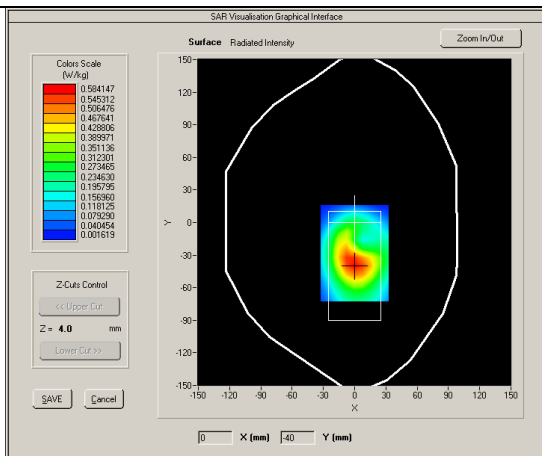 SAR Visualisation Graphical Interface
Surface Radiated Intensity
Zoom In/Out
Colors Scale
(W/kg)
0.584147
0.545312
0.506476
0.467641
0.428806
0.389971
0.351136
0.312301
0.273465
0.234630
0.195795
0.156960
0.118125
0.079290
0.040454
0.001619
Z-Cuts Control
<< Upper Cut
Z = 4.0 mm
Lower Cut >>
SAVE Cancel
150
120
90
60
30
0
-30
-60
-90
-120
-150
Y
-150 -120 -90 -60 -30 0 30 60 90 120 150
X
0 X (mm) -40 Y (mm)